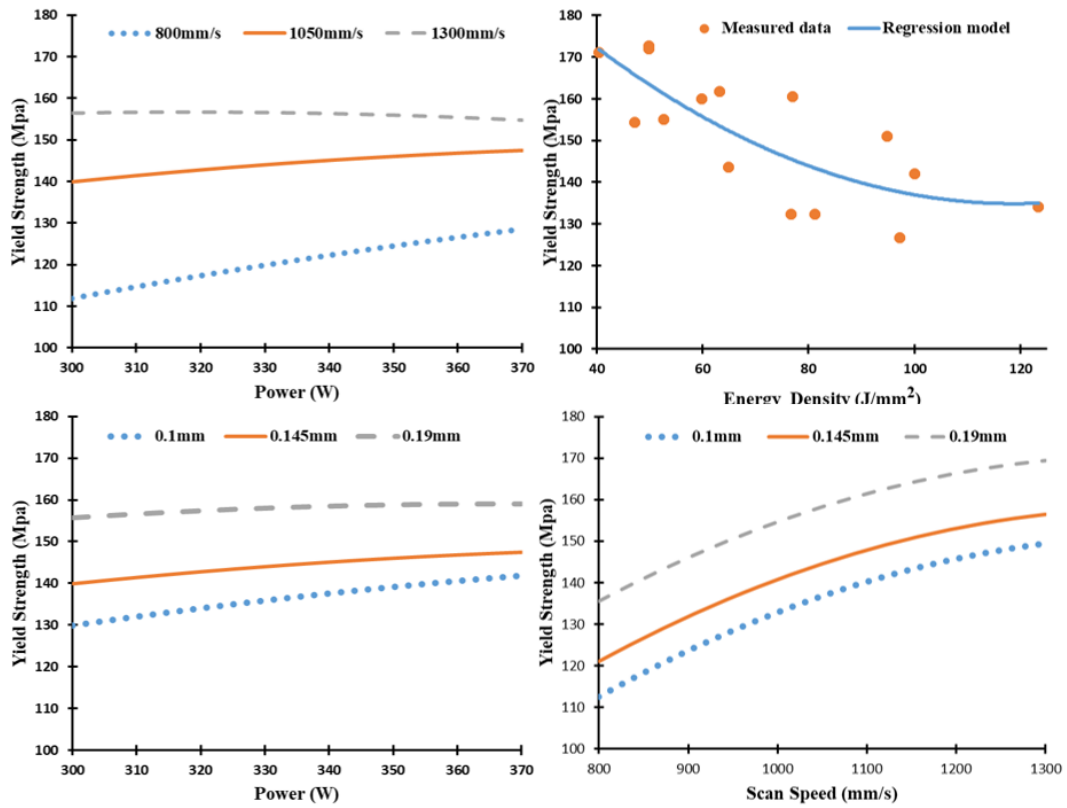 800mm/s 1050mm/s 1300mm/s
Yield Strength (Mpa)
180
170
160
150
140
130
120
110
100
300 310 320 330 340 350 360 370
Power (W)
Measured data Regression model
Yield Strength (Mpa)
180
170
160
150
140
130
120
110
100
40 60 80 100 120
Energy Density (J/mm²)
0.1mm 0.145mm 0.19mm
Yield Strength (Mpa)
180
170
160
150
140
130
120
110
100
300 310 320 330 340 350 360 370
Power (W)
0.1mm 0.145mm 0.19mm
Yield Strength (Mpa)
180
170
160
150
140
130
120
110
100
800 900 1000 1100 1200 1300
Scan Speed (mm/s)